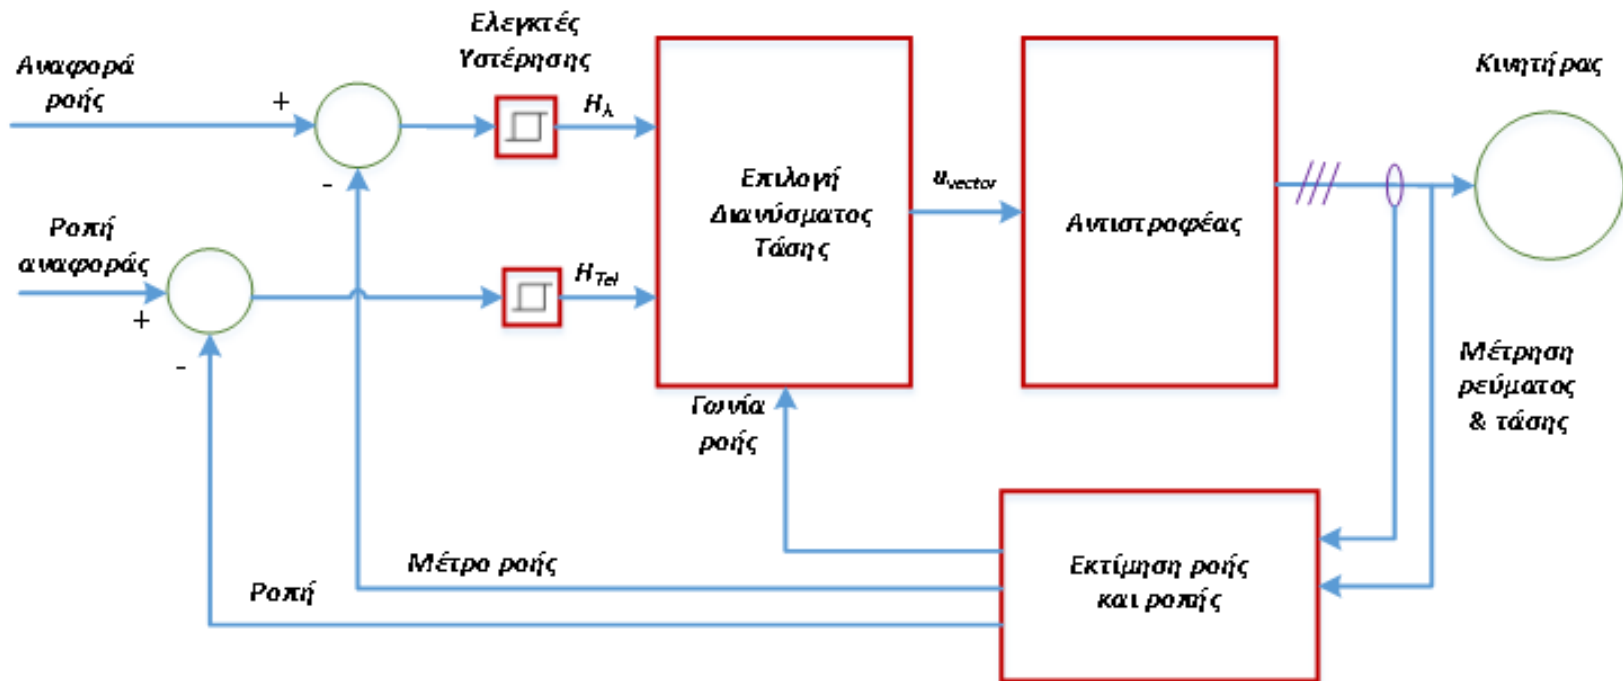 Αναφορά
ροής
+
-
Ελεγκτές
Υστέρησης
H_λ
Ροπή
αναφοράς
+
-
H_Tel
Επιλογή
Διανύσματος
Τάσης
u_vector
Αντιστροφέας
Κινητήρας
Μέτρηση
ρεύματος
& τάσης
Γωνία
ροής
Μέτρο ροής
Ροπή
Εκτίμηση ροής
και ροπής